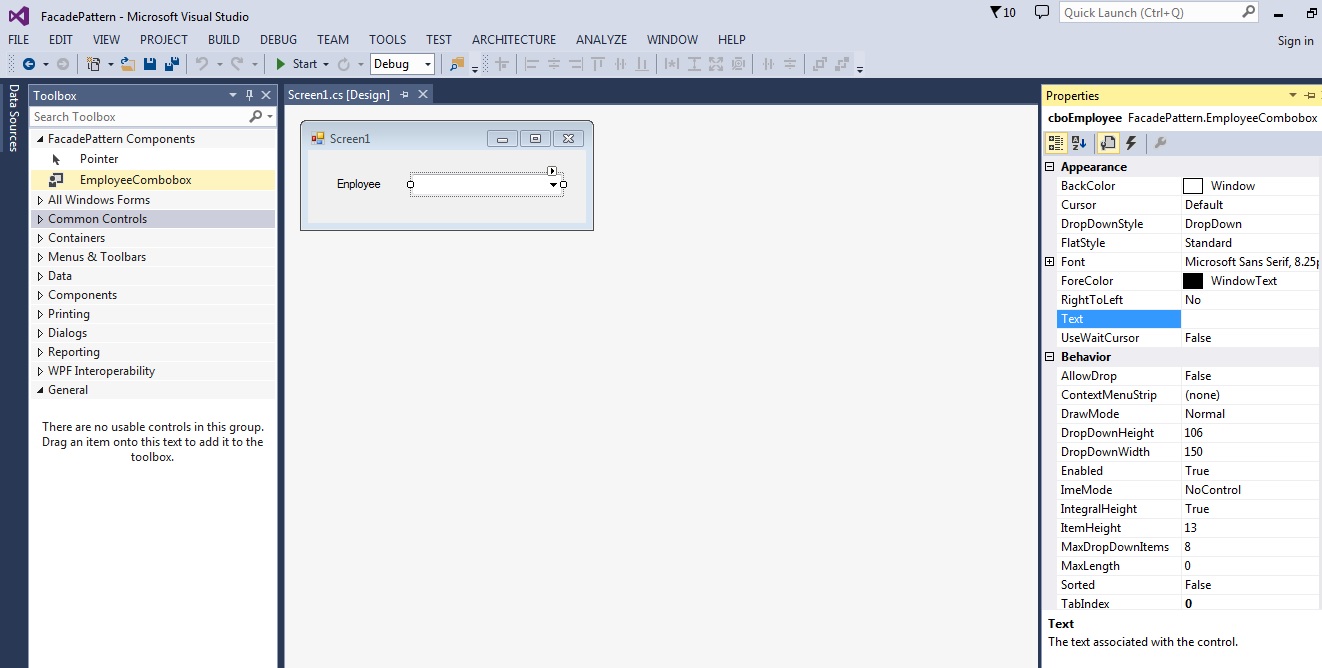 FacadePattern - Microsoft Visual Studio
10
Quick Launch (Ctrl+Q)
FILE EDIT VIEW PROJECT BUILD DEBUG TEAM TOOLS TEST ARCHITECTURE ANALYZE WINDOW HELP
Sign in
Start
Debug
Data Sources
Toolbox
Search Toolbox
FacadePattern Components
Pointer
EmployeeCombobox
All Windows Forms
Common Controls
Containers
Menus & Toolbars
Data
Components
Printing
Dialogs
Reporting
WPF Interoperability
General
There are no usable controls in this group.
Drag an item onto this text to add it to the
toolbox.
Screen1.cs [Design]
Screen1
Employee
Properties
cboEmployee FacadePattern.EmployeeCombobox
Appearance
BackColor Window
Cursor Default
DropDownStyle DropDown
FlatStyle Standard
Font Microsoft Sans Serif, 8.25p
ForeColor WindowText
RightToLeft No
Text
UseWaitCursor False
Behavior
AllowDrop False
ContextMenuStrip (none)
DrawMode Normal
DropDownHeight 106
DropDownWidth 150
Enabled True
ImeMode NoControl
IntegralHeight True
ItemHeight 13
MaxDropDownItems 8
MaxLength 0
Sorted False
TabIndex 0
Text
The text associated with the control.